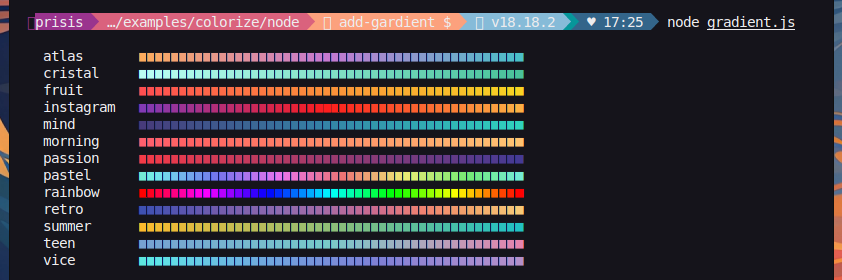 prisis …/examples/colorize/node add-gardient $ v18.18.2 ♥ 17:25 node gradient.js
atlas
cristal
fruit
instagram
mind
morning
passion
pastel
rainbow
retro
summer
teen
vice